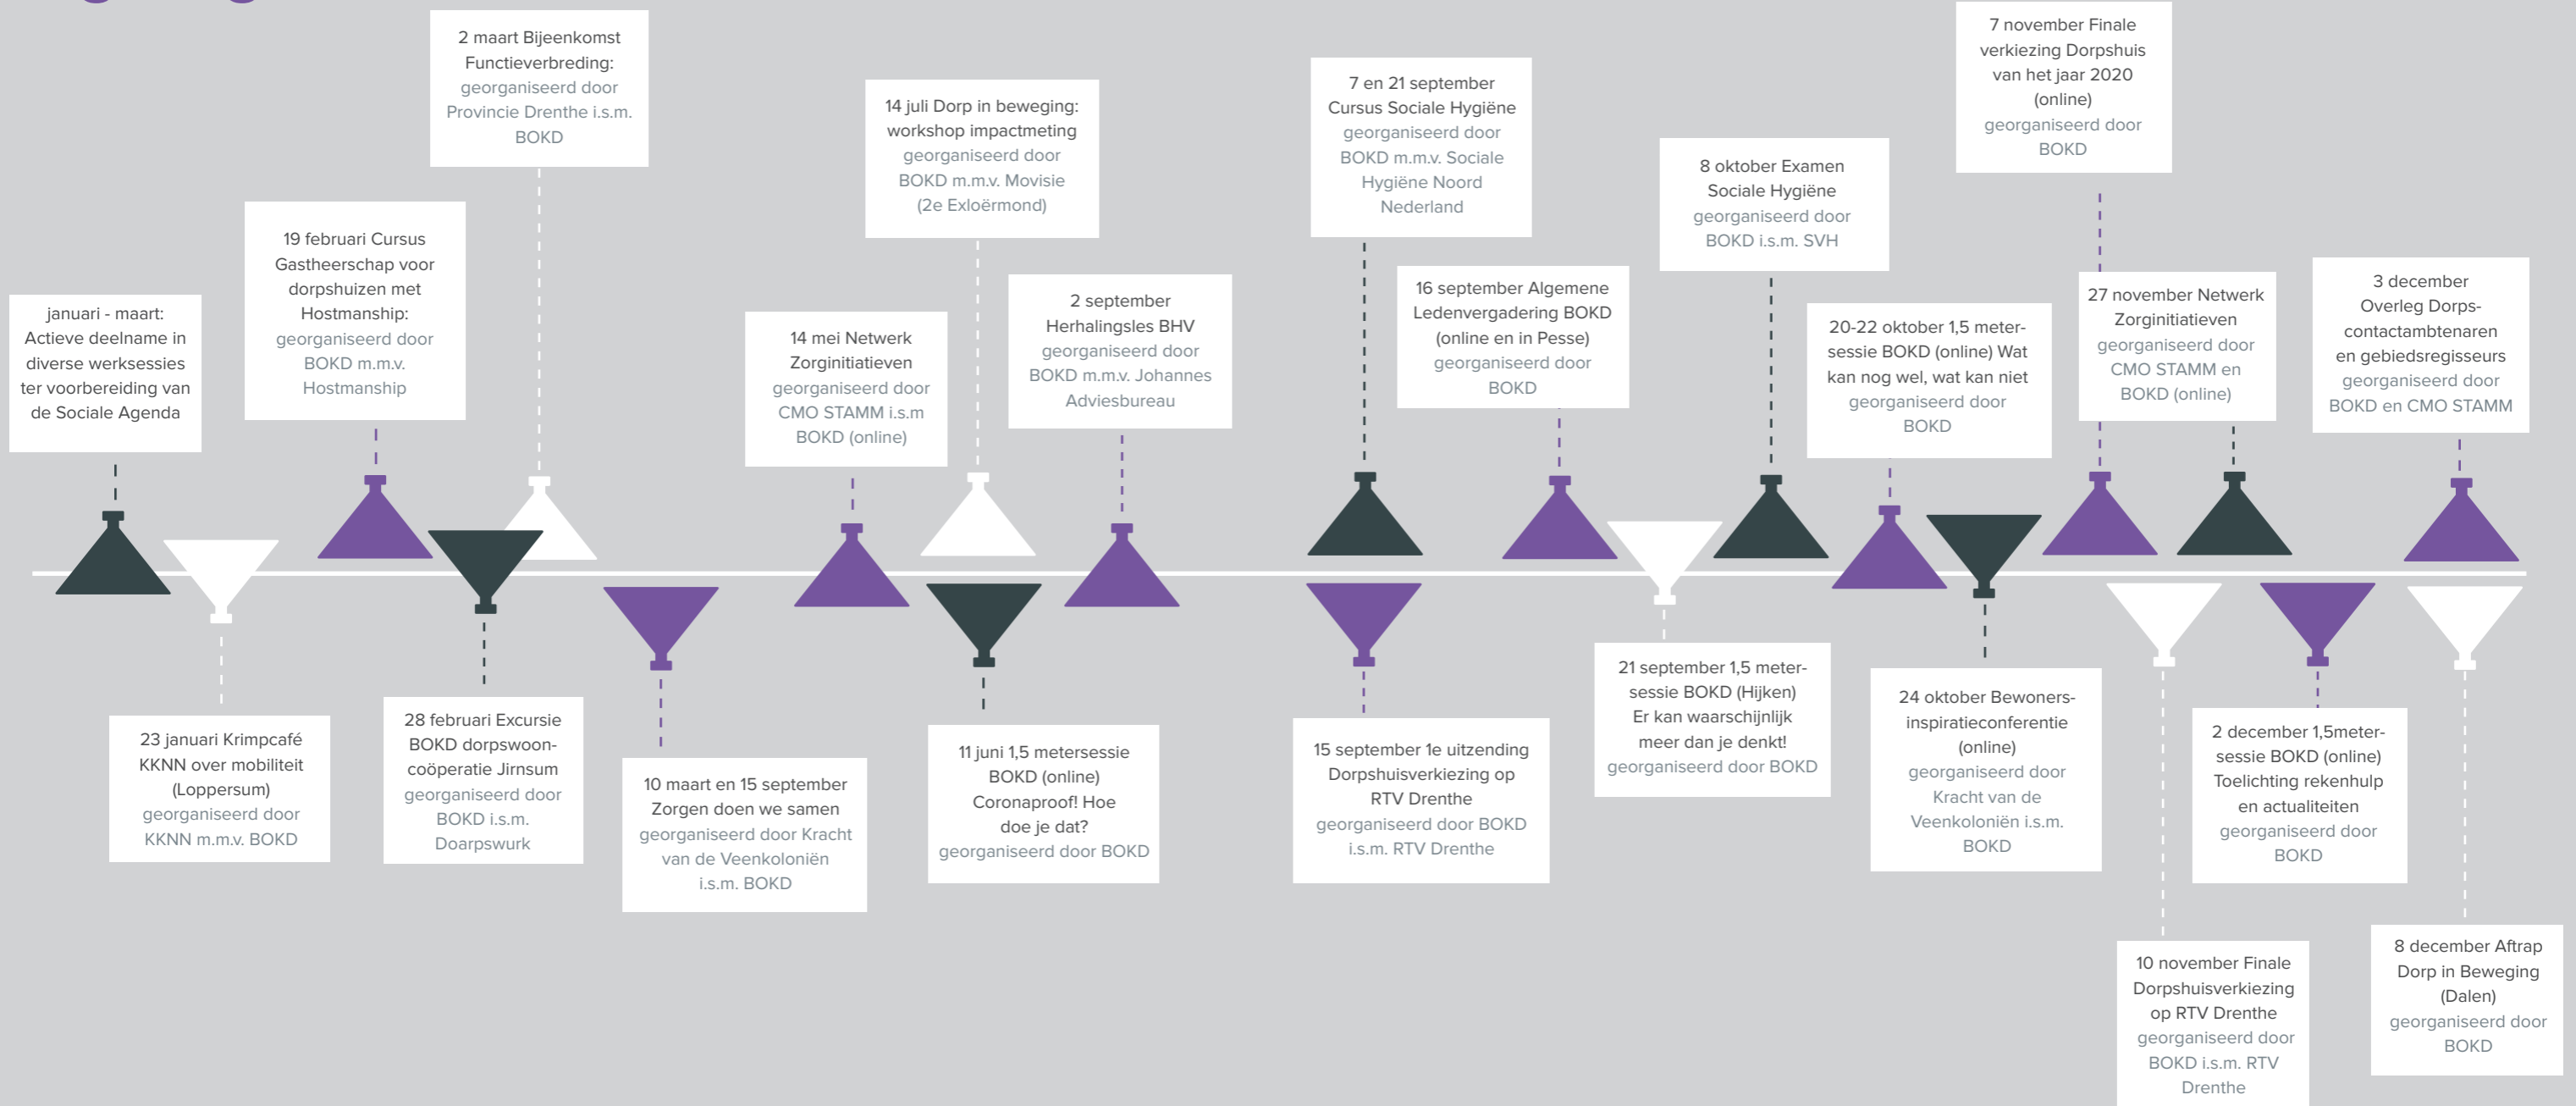 januari - maart:
Actieve deelname in
diverse werksessies
ter voorbereiding van
de Sociale Agenda
23 januari Krimpcafé
KKNN over mobiliteit
(Loppersum)
georganiseerd door
KKNN m.m.v. BOKD
19 februari Cursus
Gastheerschap voor
dorpshuizen met
Hostmanship:
georganiseerd door
BOKD m.m.v.
Hostmanship
28 februari Excursie
BOKD dorpswoon-
coöperatie Jirnsum
georganiseerd door
BOKD i.s.m.
Doarpswurk
2 maart Bijeenkomst
Functieverbreding:
georganiseerd door
Provincie Drenthe i.s.m.
BOKD
10 maart en 15 september
Zorgen doen we samen
georganiseerd door Kracht
van de Veenkoloniën
i.s.m. BOKD
14 mei Netwerk
Zorginitiatieven
georganiseerd door
CMO STAMM i.s.m
BOKD (online)
11 juni 1,5 metersessie
BOKD (online)
Coronaproof! Hoe
doe je dat?
georganiseerd door BOKD
14 juli Dorp in beweging:
workshop impactmeting
georganiseerd door
BOKD m.m.v. Movisie
(2e Exloërmond)
2 september
Herhalingsles BHV
georganiseerd door
BOKD m.m.v. Johannes
Adviesbureau
7 en 21 september
Cursus Sociale Hygiëne
georganiseerd door
BOKD m.m.v. Sociale
Hygiëne Noord
Nederland
15 september 1e uitzending
Dorpshuisverkiezing op
RTV Drenthe
georganiseerd door BOKD
i.s.m. RTV Drenthe
16 september Algemene
Ledenvergadering BOKD
(online en in Pesse)
georganiseerd door
BOKD
21 september 1,5 meter-
sessie BOKD (Hijken)
Er kan waarschijnlijk
meer dan je denkt!
georganiseerd door BOKD
8 oktober Examen
Sociale Hygiëne
georganiseerd door
BOKD i.s.m. SVH
20-22 oktober 1,5 meter-
sessie BOKD (online) Wat
kan nog wel, wat kan niet
georganiseerd door
BOKD
24 oktober Bewoners-
inspiratieconferentie
(online)
georganiseerd door
Kracht van de
Veenkoloniën i.s.m.
BOKD
7 november Finale
verkiezing Dorpshuis
van het jaar 2020
(online)
georganiseerd door
BOKD
10 november Finale
Dorpshuisverkiezing
op RTV Drenthe
georganiseerd door
BOKD i.s.m. RTV
Drenthe
27 november Netwerk
Zorginitiatieven
georganiseerd door
CMO STAMM en
BOKD (online)
2 december 1,5meter-
sessie BOKD (online)
Toelichting rekenhulp
en actualiteiten
georganiseerd door
BOKD
3 december
Overleg Dorps-
contactambtenaren
en gebiedsregisseurs
georganiseerd door
BOKD en CMO STAMM
8 december Aftrap
Dorp in Beweging
(Dalen)
georganiseerd door
BOKD